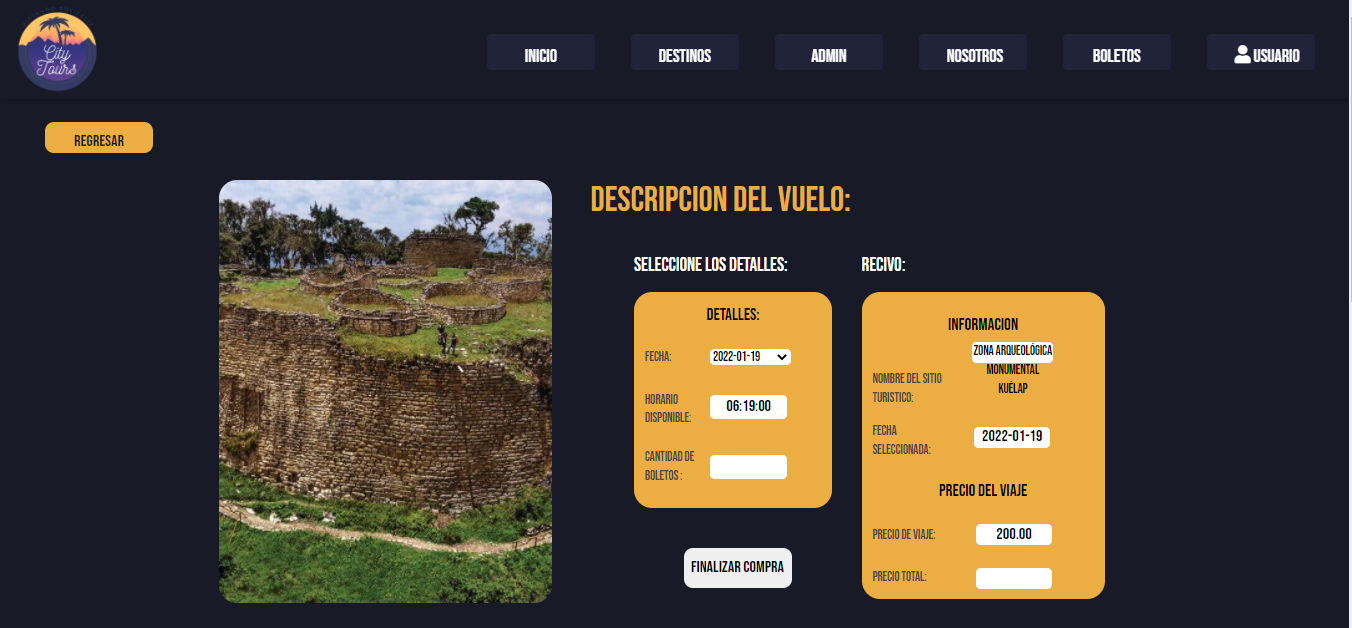 City
Tours
INICIO
DESTINOS
ADMIN
NOSOTROS
BOLETOS
USUARIO
REGRESAR
DESCRIPCION DEL VUELO:
SELECCIONE LOS DETALLES:
DETALLES:
FECHA:
2022-01-19
HORARIO
DISPONIBLE:
06:19:00
CANTIDAD DE
BOLETOS :
FINALIZAR COMPRA
RECIVO:
INFORMACION
NOMBRE DEL SITIO
TURISTICO:
ZONA ARQUEOLÓGICA
MONUMENTAL
KUÉLAP
FECHA
SELECCIONADA:
2022-01-19
PRECIO DEL VIAJE
PRECIO DE VIAJE:
200.00
PRECIO TOTAL: